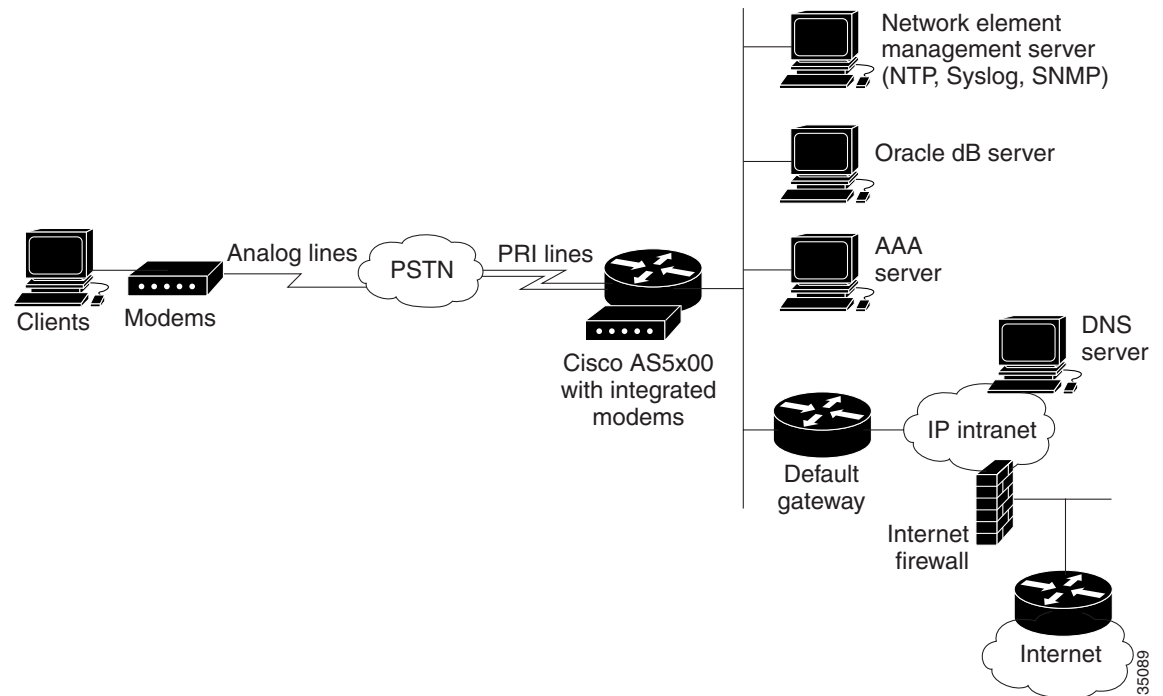 Network element
management server
(NTP, Syslog, SNMP)
Oracle dB server
AAA
server
Analog lines
PSTN
PRI lines
Clients
Modems
Cisco AS5x00
with integrated
modems
DNS
server
IP intranet
Default
gateway
Internet
firewall
Internet
35089